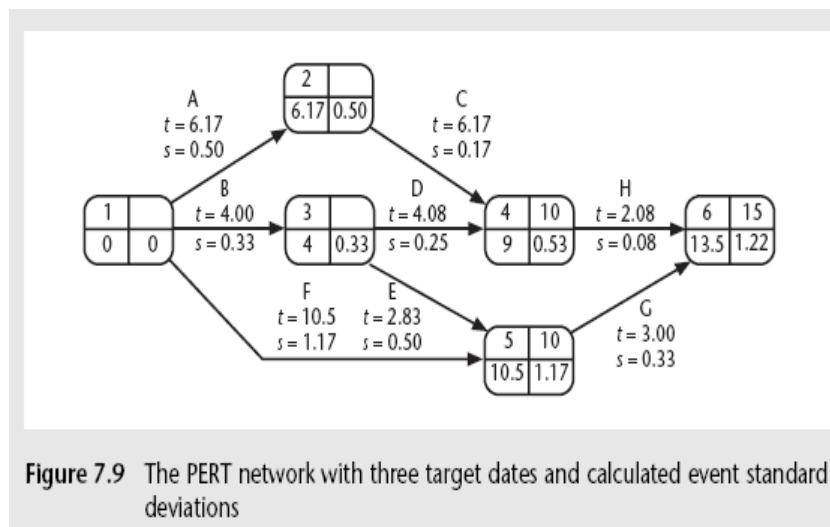 2
6.17 0.50
A
t = 6.17
s = 0.50
C
t = 6.17
s = 0.17
1
0 0
B
t = 4.00
s = 0.33
3
4 0.33
D
t = 4.08
s = 0.25
4 10
9 0.53
H
t = 2.08
s = 0.08
6 15
13.5 1.22
F
t = 10.5
s = 1.17
E
t = 2.83
s = 0.50
5 10
10.5 1.17
G
t = 3.00
s = 0.33
Figure 7.9 The PERT network with three target dates and calculated event standard
deviations